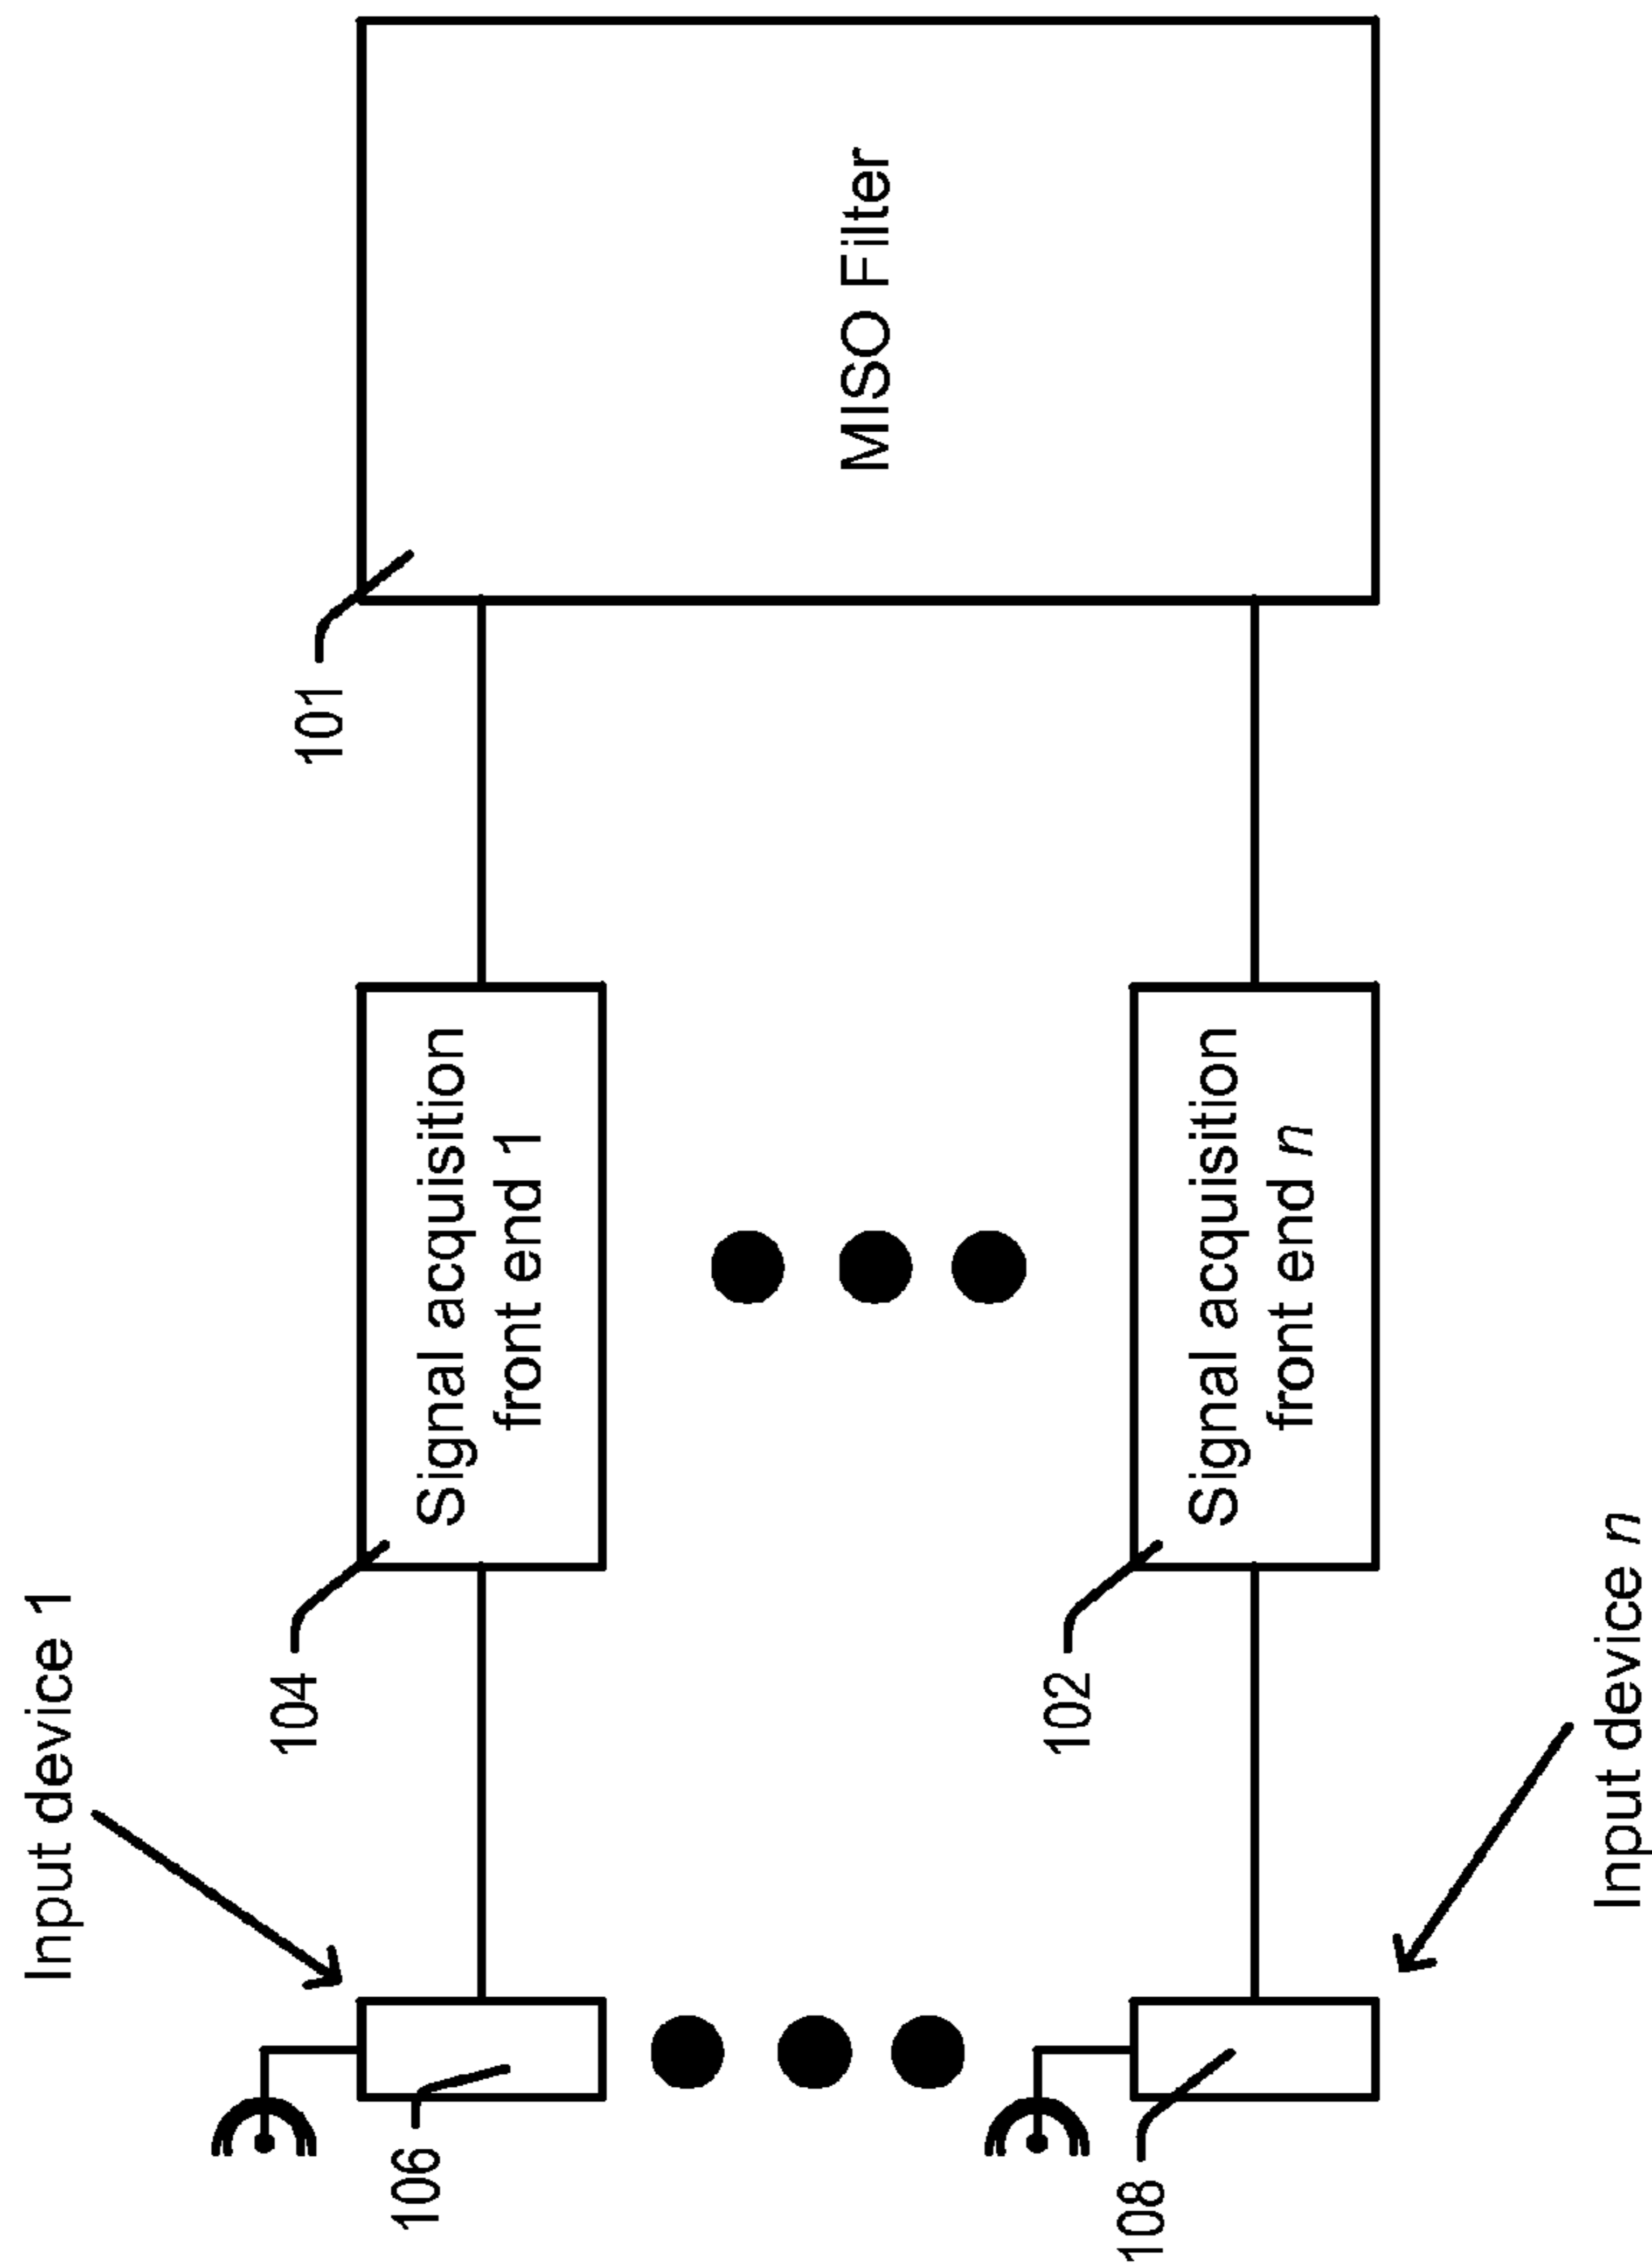 Input device 1
106
104
Signal acquisition
front end 1
101
MISO Filter
108
102
Signal acquisition
front end n
Input device n